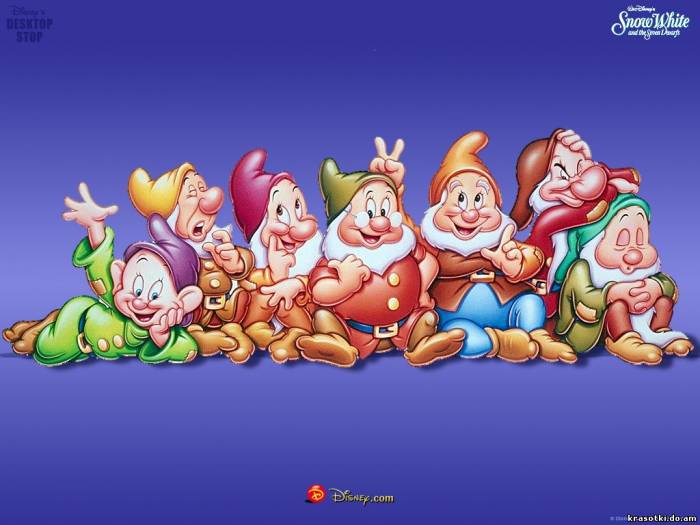 Disney's
DESKTOP
STOP
Walt Disney's
Snow White
and the Seven Dwarfs
Disney.com
krasotki.do.am